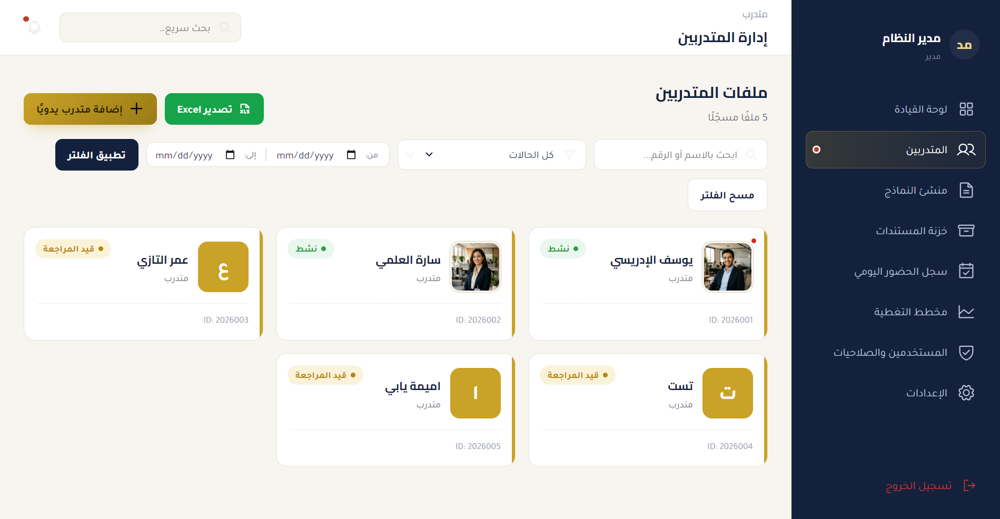 مدير النظام
مدير
مد
لوحة القيادة
المتدربين
منشئ النماذج
خزنة المستندات
سجل الحضور اليومي
مخطط التغطية
المستخدمين والصلاحيات
الإعدادات
تسجيل الخروج
متدرب
إدارة المتدربين
بحث سريع...
ملفات المتدربين
5 ملفًا مسجّلًا
تصدير Excel
XLS
إضافة متدرب يدويًا
ابحث بالاسم أو الرقم...
كل الحالات
من: mm/dd/yyyy
إلى: mm/dd/yyyy
تطبيق الفلتر
مسح الفلتر
يوسف الإدريسي
متدرب
نشط
ID: 2026001
سارة العلمي
متدرب
نشط
ID: 2026002
ع
عمر التازي
متدرب
قيد المراجعة
ID: 2026003
ت
تست
متدرب
قيد المراجعة
ID: 2026004
ا
اميمة يابي
متدرب
قيد المراجعة
ID: 2026005